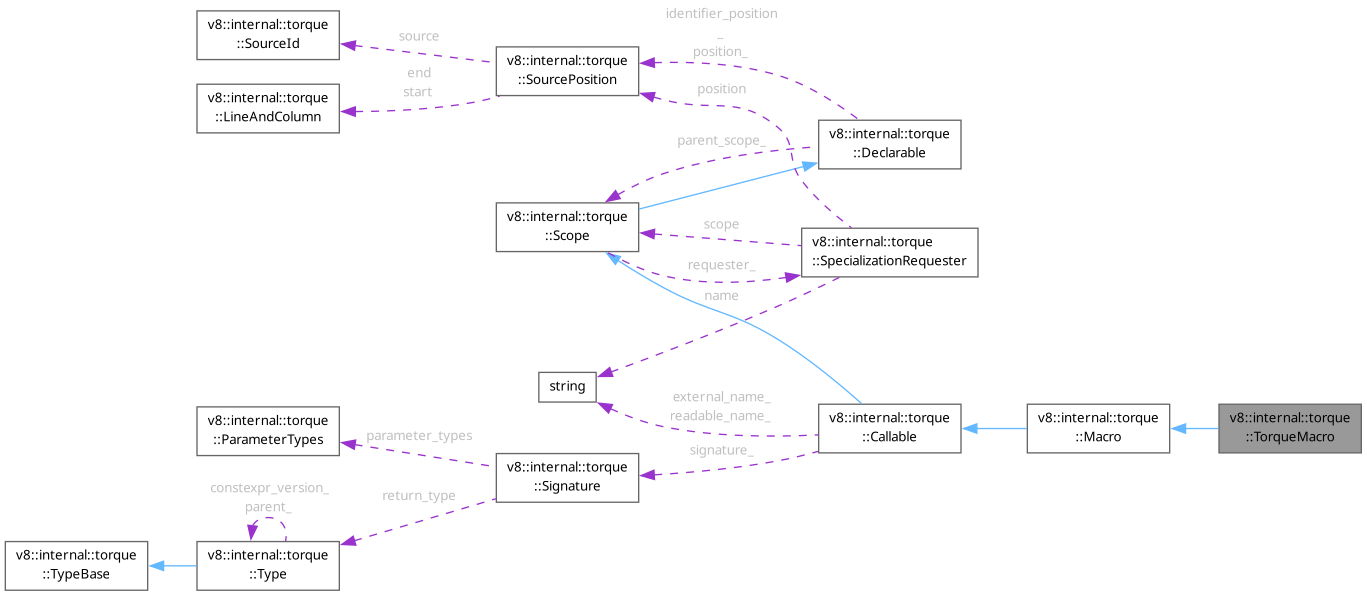 v8::internal::torque
::SourceId
source
identifier_position
_
position_
v8::internal::torque
::SourcePosition
end
start
v8::internal::torque
::LineAndColumn
position
v8::internal::torque
::Declarable
parent_scope_
v8::internal::torque
::Scope
scope
v8::internal::torque
::SpecializationRequester
requester_
name
string
external_name_
readable_name_
v8::internal::torque
::ParameterTypes
parameter_types
v8::internal::torque
::Callable
v8::internal::torque
::Macro
v8::internal::torque
::TorqueMacro
signature_
v8::internal::torque
::Signature
constexpr_version_
parent_
return_type
v8::internal::torque
::TypeBase
v8::internal::torque
::Type